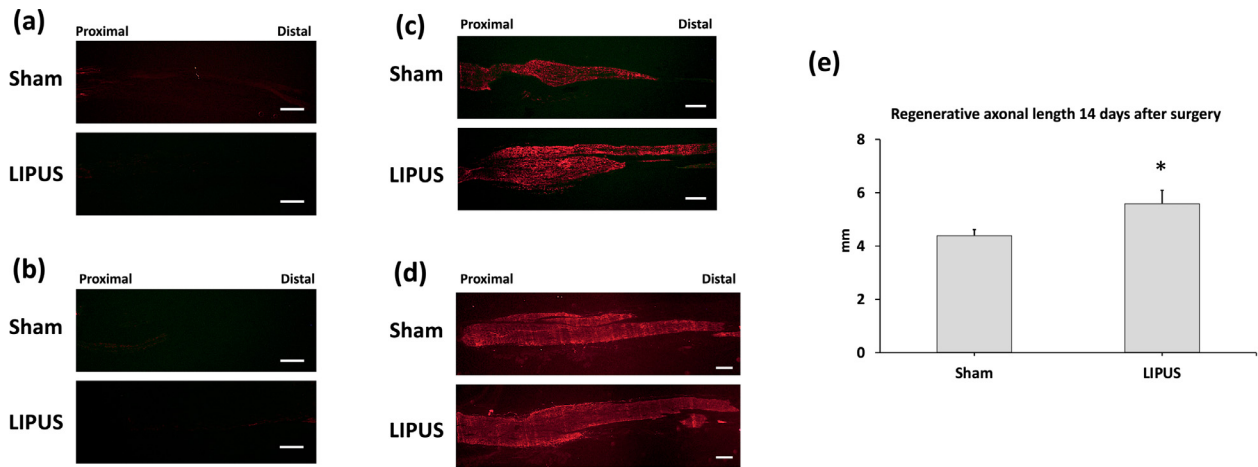 (a)
Proximal Distal
Sham
LIPUS
(b)
Proximal Distal
Sham
LIPUS
(c)
Proximal Distal
Sham
LIPUS
(d)
Proximal Distal
Sham
LIPUS
(e)
Regenerative axonal length 14 days after surgery
8
6
4
2
0
mm
*
Sham LIPUS